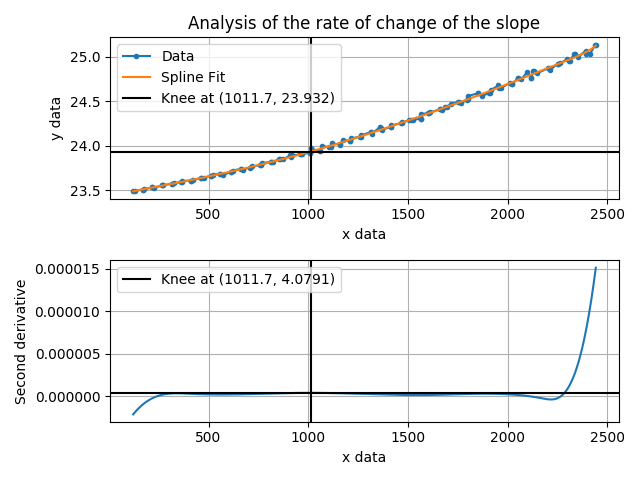 Analysis of the rate of change of the slope
Data
Spline Fit
Knee at (1011.7, 23.932)
y data
25.0
24.5
24.0
23.5
500
1000
1500
2000
2500
x data
Knee at (1011.7, 4.0791)
Second derivative
0.000015
0.000010
0.000005
0.000000
500
1000
1500
2000
2500
x data